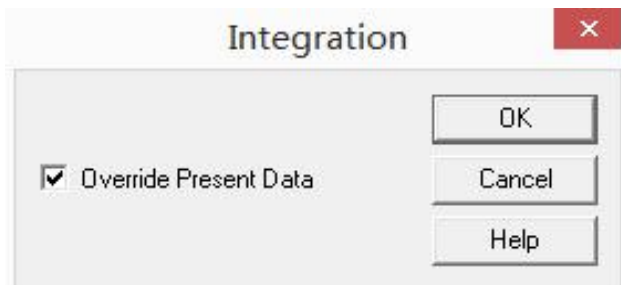 Integration
OK
Override Present Data
Cancel
Help